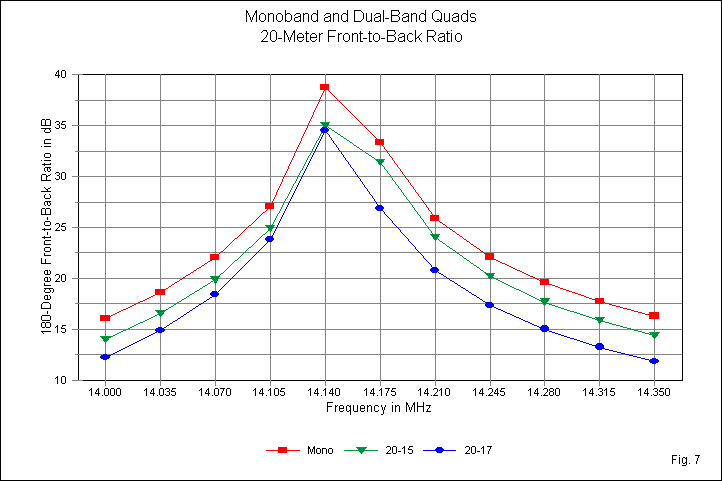 Monoband and Dual-Band Quads
20-Meter Front-to-Back Ratio
180-Degree Front-to-Back Ratio in dB
40
35
30
25
20
15
10
14.000 14.035 14.070 14.105 14.140 14.175 14.210 14.245 14.280 14.315 14.350
Frequency in MHz
Mono 20-15 20-17
Fig. 7